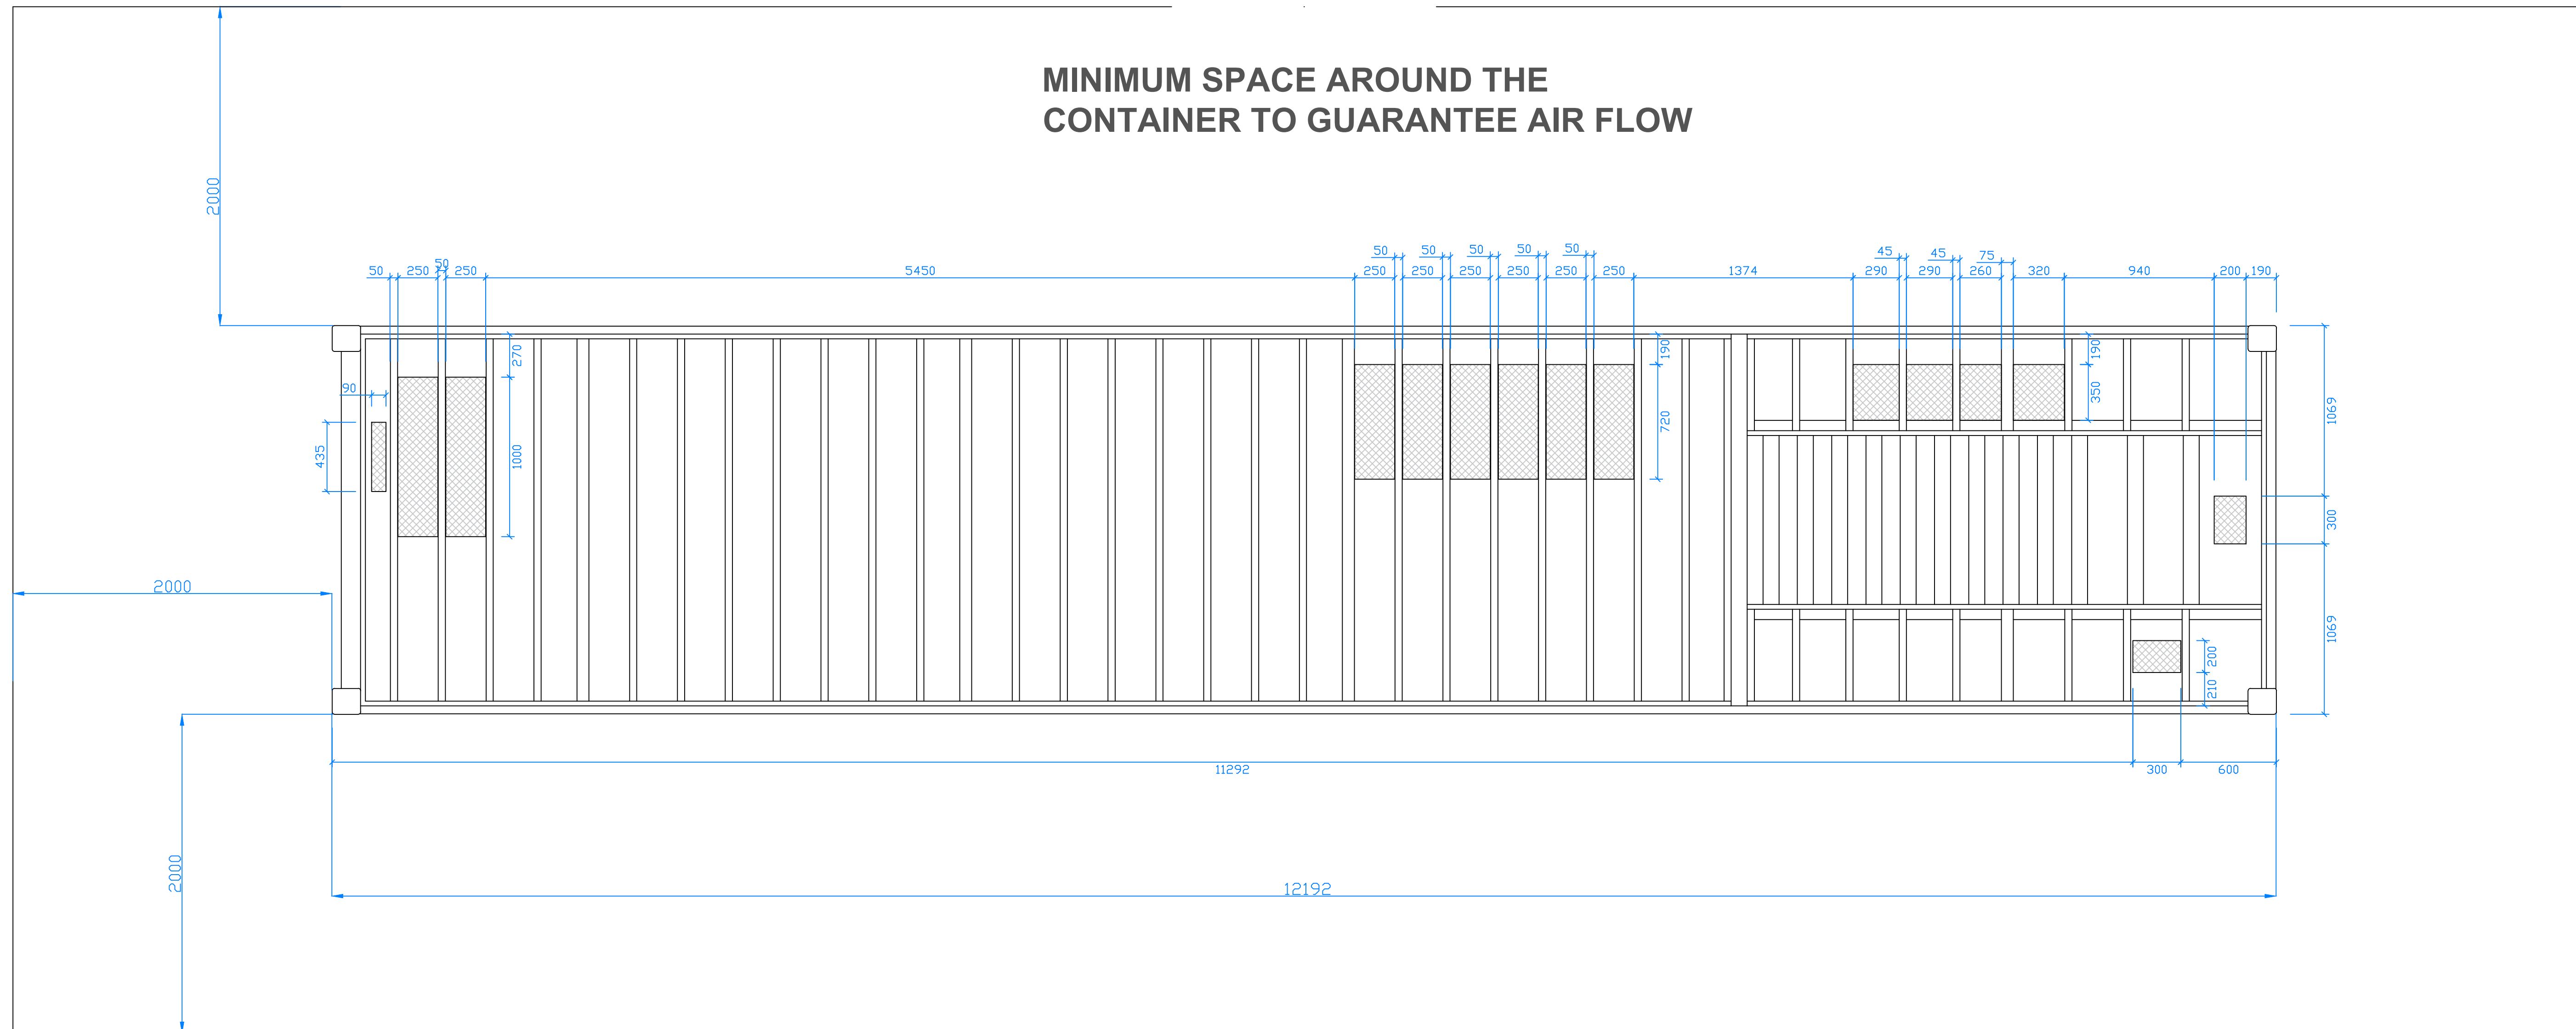 MINIMUM SPACE AROUND THE
CONTAINER TO GUARANTEE AIR FLOW
2000
50 50 50 50 50 45 45 75
50 250 50 250 5450 250 250 250 250 250 250 1374 290 290 260 320 940 200 190
270 190 190
90 350
1069
435 1000 720
300
2000
1069
200
210
11292 300 600
2000
12192